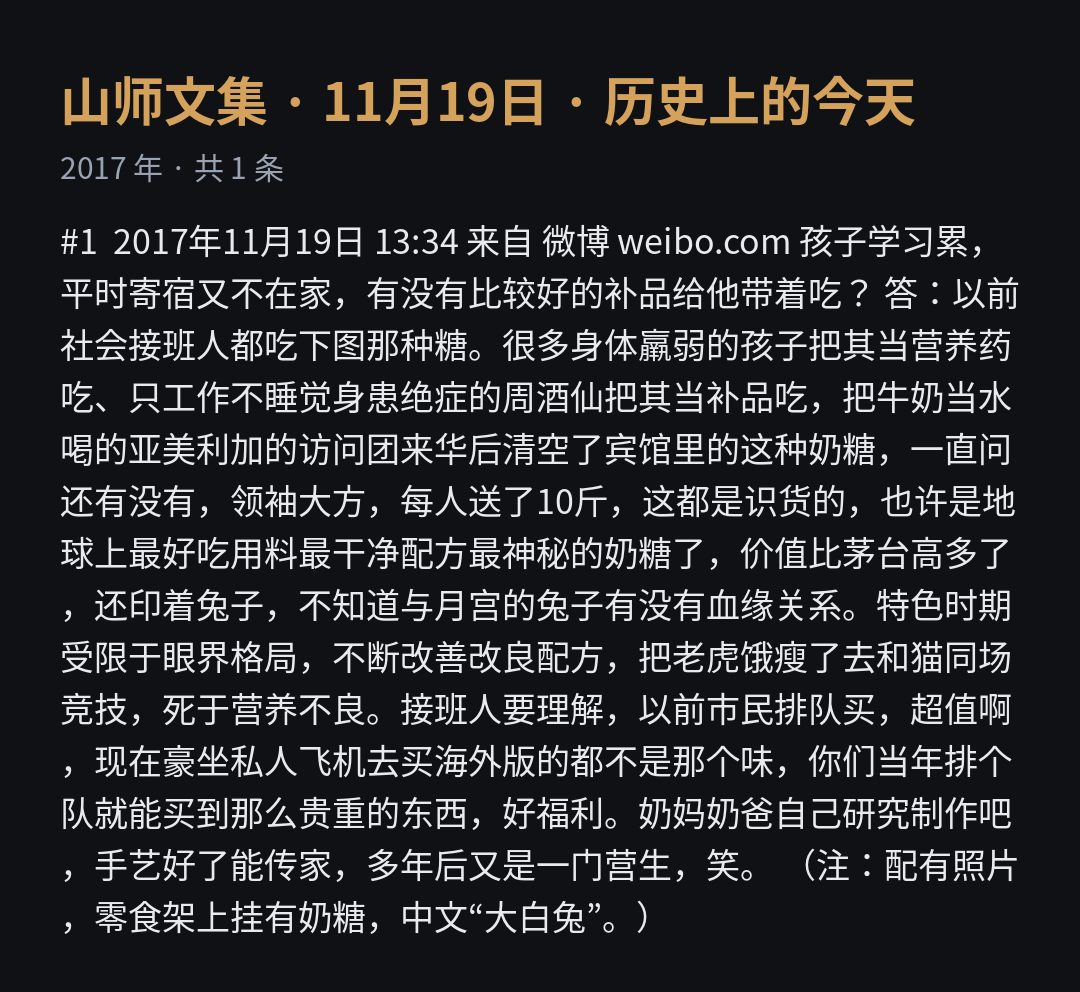 山师文集 · 11月19日 · 历史上的今天
2017 年 · 共 1 条
#1  2017年11月19日 13:34 来自 微博 weibo.com 孩子学习累，
平时寄宿又不在家，有没有比较好的补品给他带着吃？ 答：以前
社会接班人都吃下图那种糖。很多身体羸弱的孩子把其当营养药
吃、只工作不睡觉身患绝症的周酒仙把其当补品吃，把牛奶当水
喝的亚美利加的访问团来华后清空了宾馆里的这种奶糖，一直问
还有没有，领袖大方，每人送了10斤，这都是识货的，也许是地
球上最好吃用料最干净配方最神秘的奶糖了，价值比茅台高多了
，还印着兔子，不知道与月宫的兔子有没有血缘关系。特色时期
受限于眼界格局，不断改善改良配方，把老虎饿瘦了去和猫同场
竞技，死于营养不良。接班人要理解，以前市民排队买，超值啊
，现在豪坐私人飞机去买海外版的都不是那个味，你们当年排个
队就能买到那么贵重的东西，好福利。奶妈奶爸自己研究制作吧
，手艺好了能传家，多年后又是一门营生，笑。 （注：配有照片
，零食架上挂有奶糖，中文“大白兔”。）